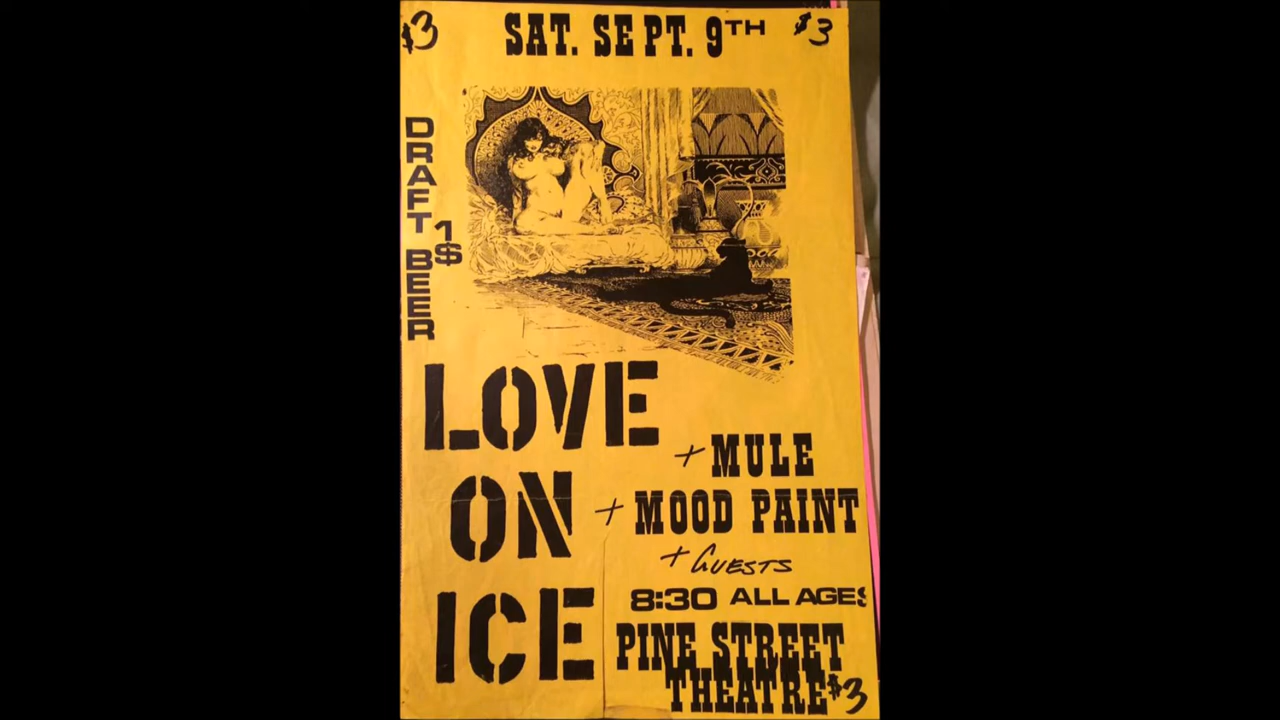 $3 SAT. SEPT. 9TH $3
DRAFT BEER
1$
LOVE
ON
ICE
+ MULE
+ MOOD PAINT
+ GUESTS
8:30 ALL AGES
PINE STREET
THEATRE $3